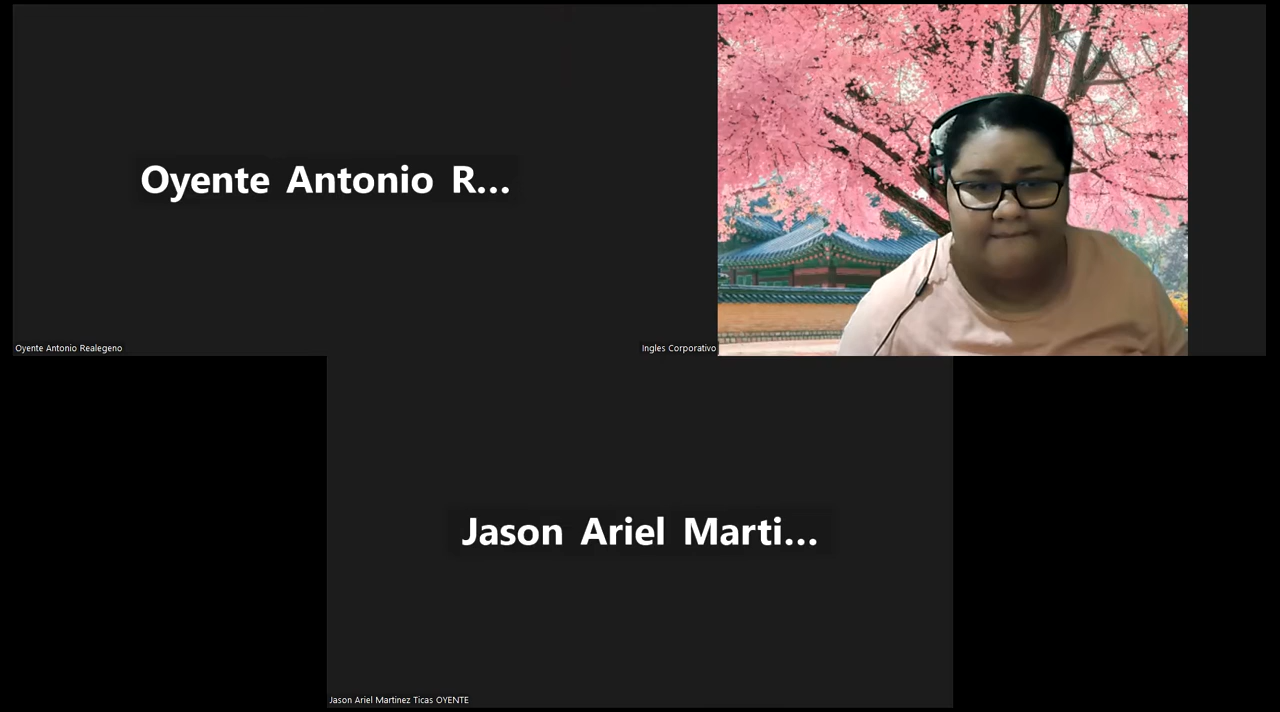 Oyente Antonio R...
Oyente Antonio Realegeno
Ingles Corporativo
Jason Ariel Marti...
Jason Ariel Martinez Ticas OYENTE